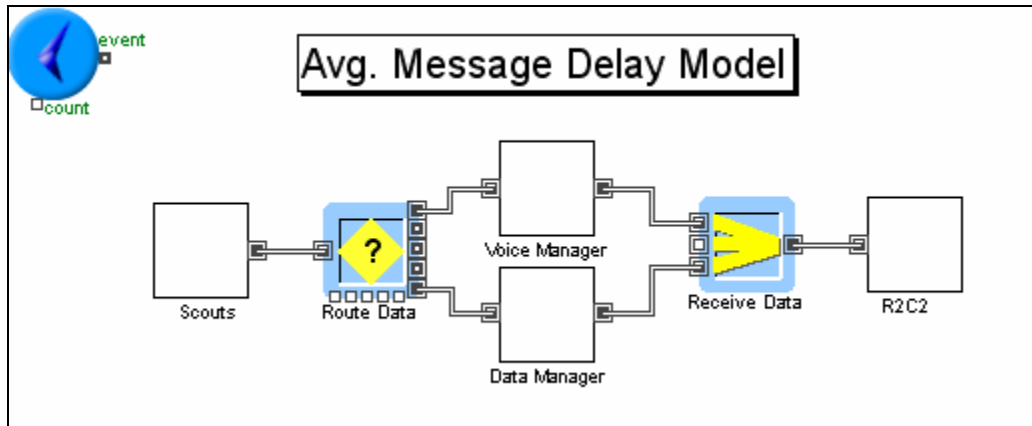 event
count
Avg. Message Delay Model
Scouts
?
Route Data
Voice Manager
Data Manager
Receive Data
R2C2